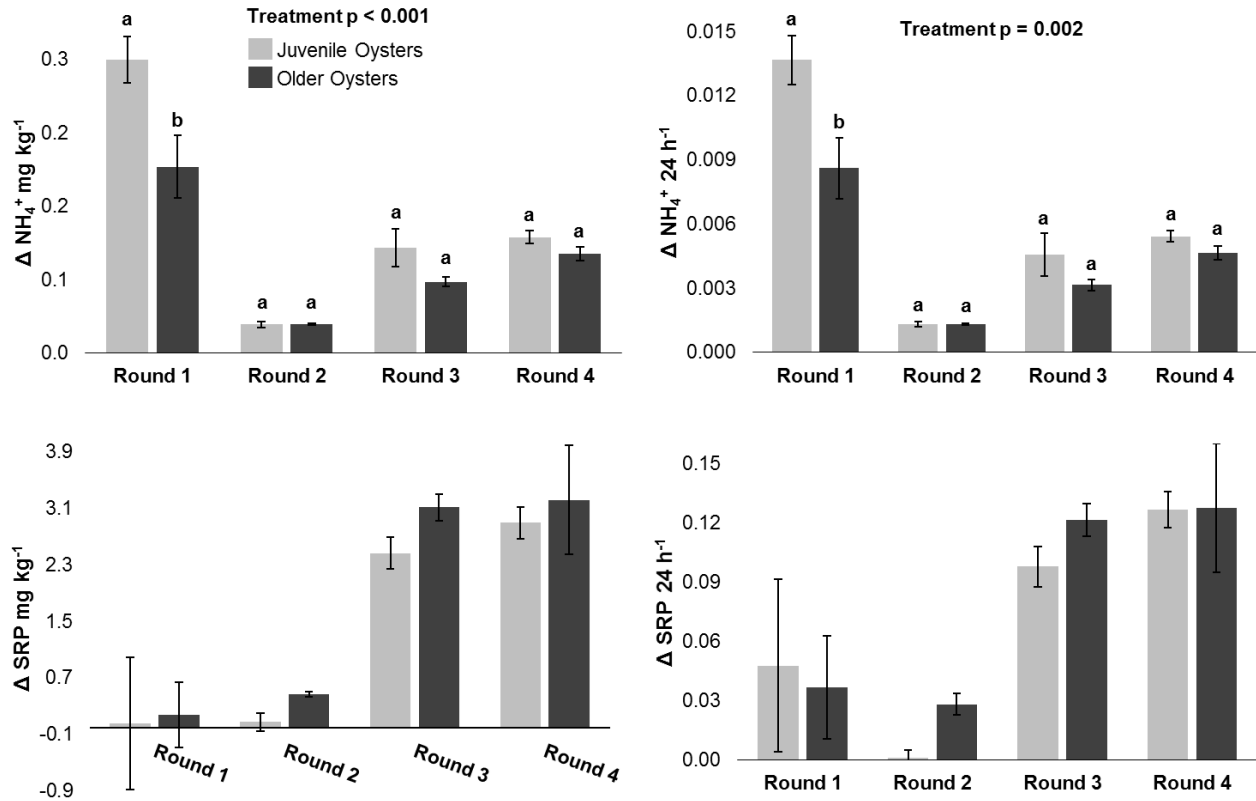 Treatment p < 0.001
Juvenile Oysters
Older Oysters
Δ NH₄⁺ mg kg⁻¹
0.3
0.2
0.2
0.1
0.0
a
b
a
a
a
a
a
a
Round 1
Round 2
Round 3
Round 4
Treatment p = 0.002
Δ NH₄⁺ 24 h⁻¹
0.015
0.012
0.009
0.006
0.003
0.000
a
b
a
a
a
a
a
a
Round 1
Round 2
Round 3
Round 4
Δ SRP mg kg⁻¹
3.9
3.1
2.3
1.5
0.7
-0.1
-0.9
Round 1
Round 2
Round 3
Round 4
Δ SRP 24 h⁻¹
0.15
0.12
0.09
0.06
0.03
0.00
Round 1
Round 2
Round 3
Round 4